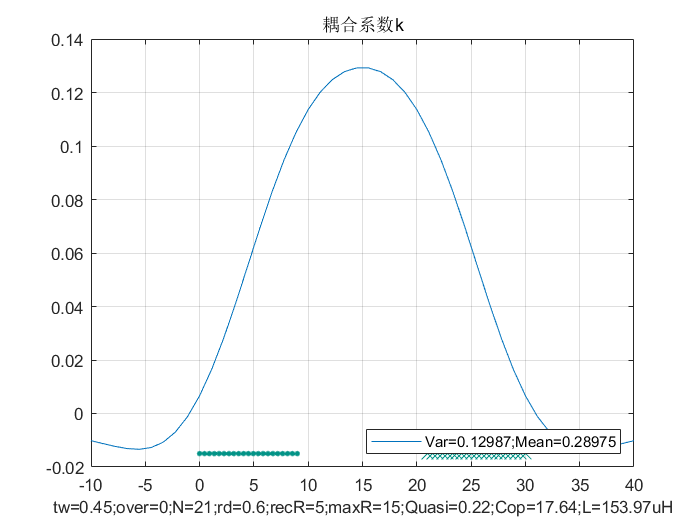 耦合系数k
0.14
0.12
0.1
0.08
0.06
0.04
0.02
0
-0.02
Var=0.12987;Mean=0.28975
-10 -5 0 5 10 15 20 25 30 35 40
tw=0.45;over=0;N=21;rd=0.6;recR=5;maxR=15;Quasi=0.22;Cop=17.64;L=153.97uH